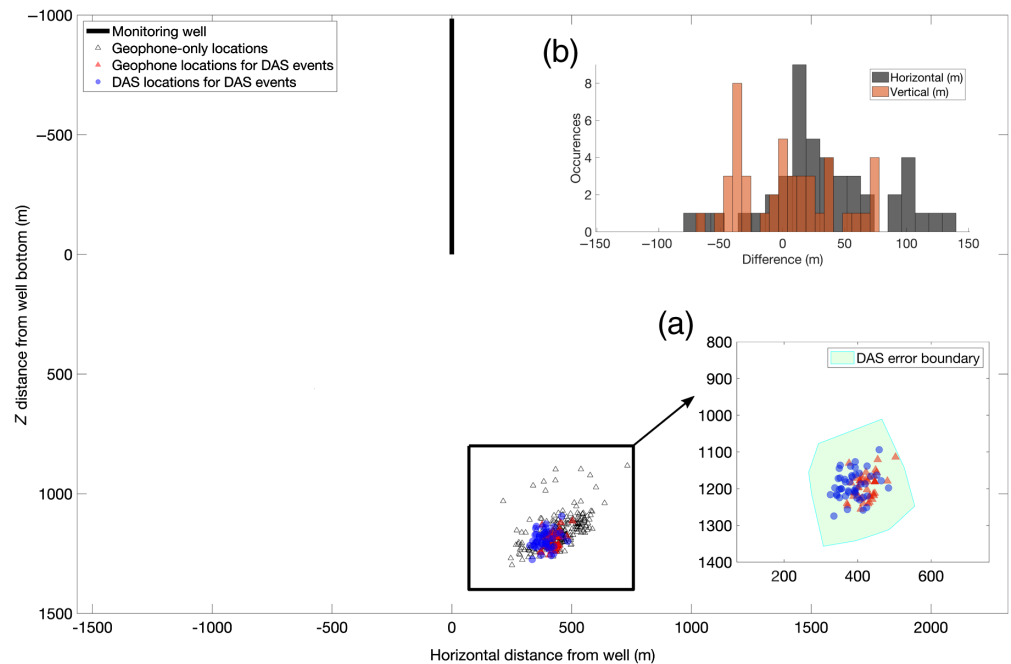 Monitoring well
Geophone-only locations
Geophone locations for DAS events
DAS locations for DAS events
−1000
−500
0
500
1000
1500
Z distance from well bottom (m)
-1500
-1000
-500
0
500
1000
1500
2000
Horizontal distance from well (m)
(b)
Horizontal (m)
Vertical (m)
8
6
4
2
0
Occurences
−150
−100
−50
0
50
100
150
Difference (m)
(a)
DAS error boundary
800
900
1000
1100
1200
1300
1400
200
400
600